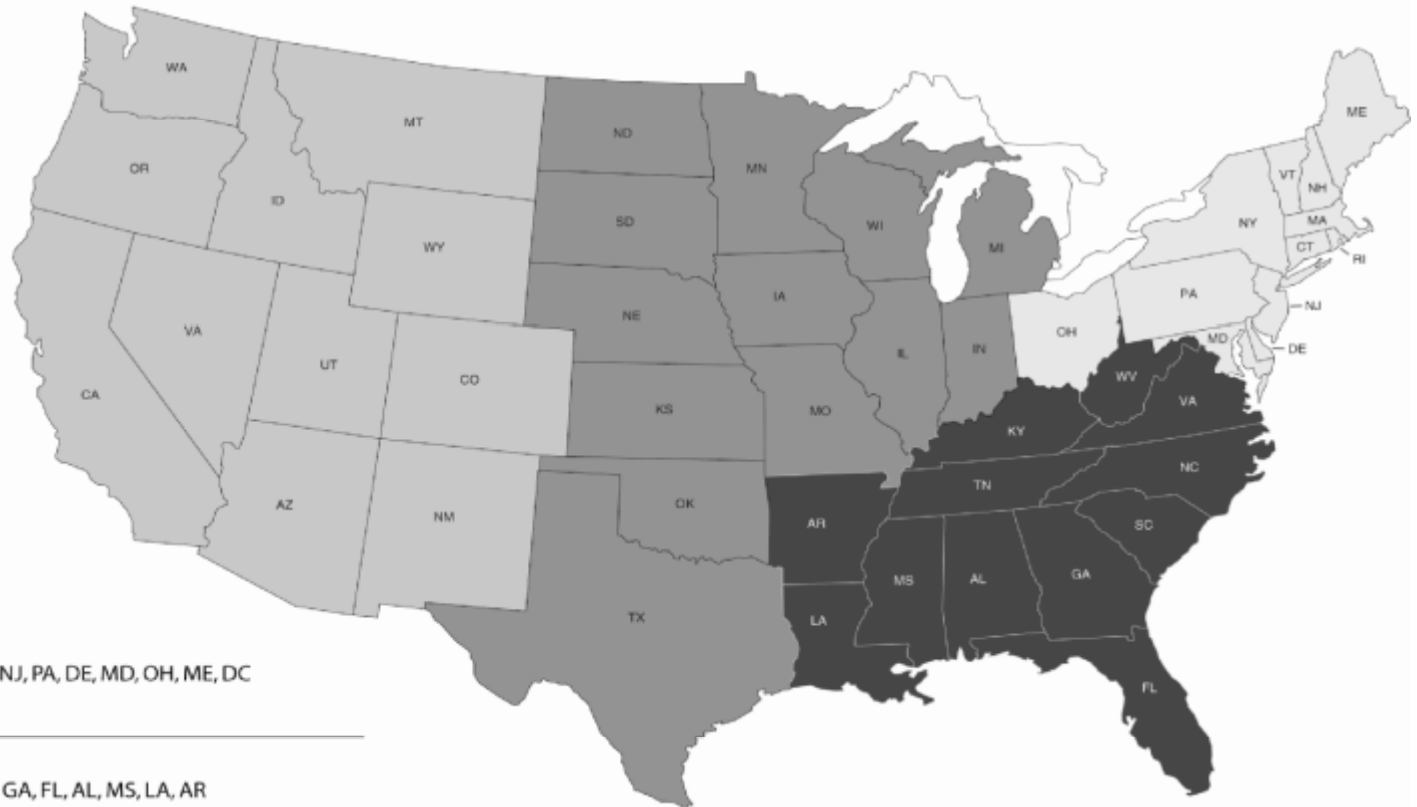 WA
MT
ND
MN
ME
OR
ID
WY
SD
WI
MI
VT
NH
NY
MA
CT
RI
IA
NE
PA
NJ
VA
UT
CO
IL
IN
OH
MD
DE
CA
KS
MO
WV
VA
KY
AZ
NM
OK
AR
TN
NC
SC
MS
AL
GA
TX
LA
FL
NJ, PA, DE, MD, OH, ME, DC
GA, FL, AL, MS, LA, AR